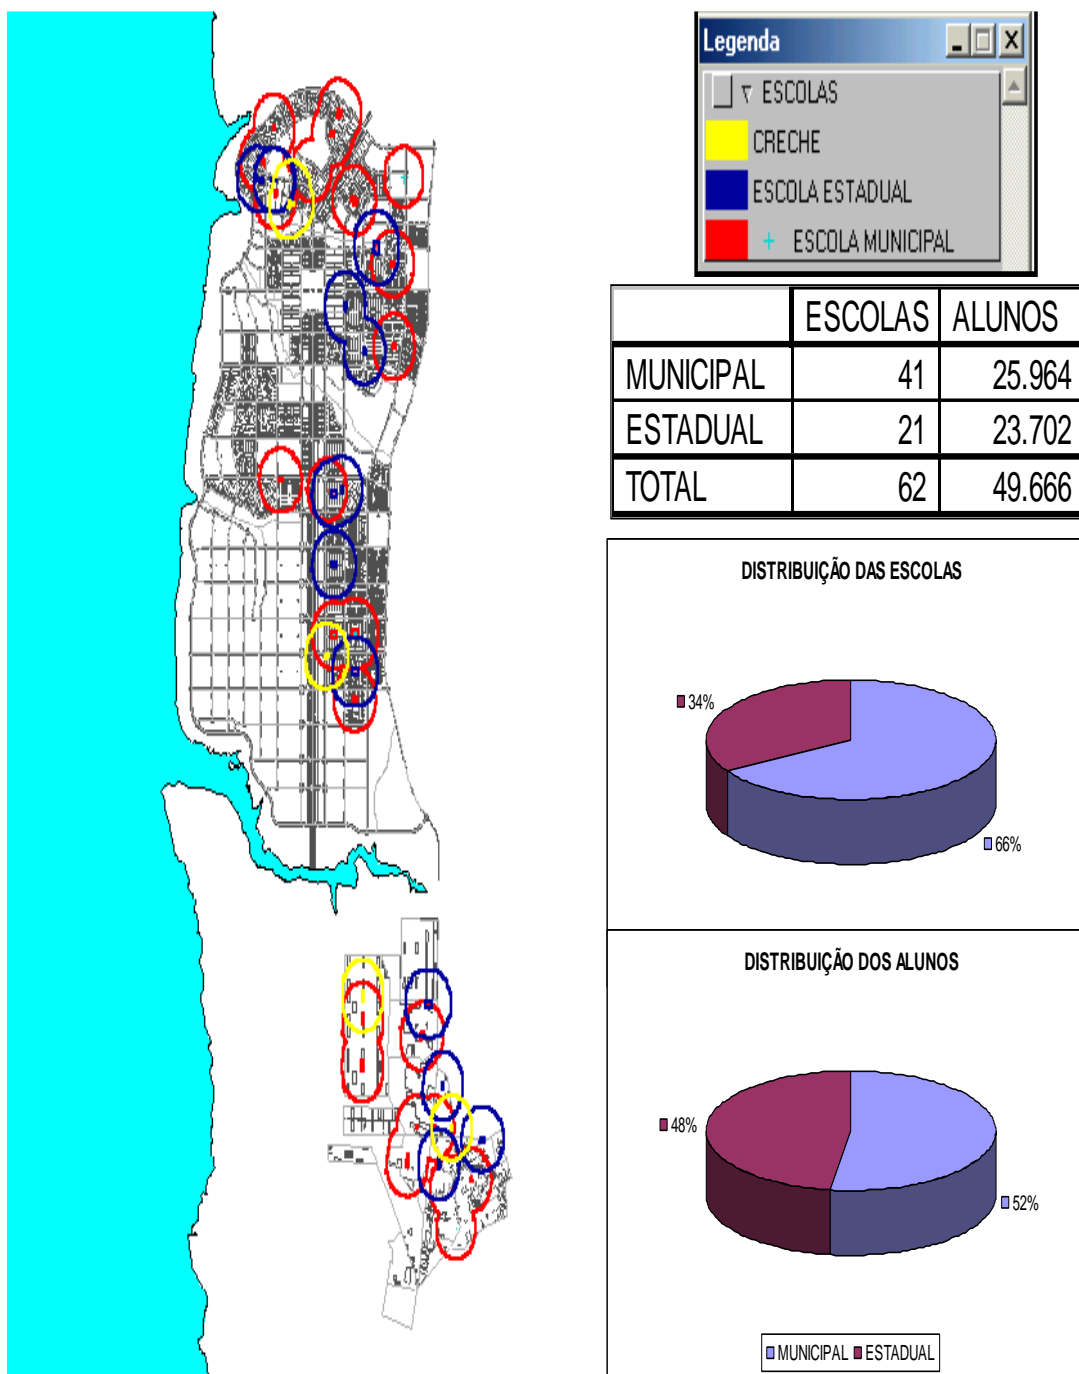 Legenda
ESCOLAS
CRECHE
ESCOLA ESTADUAL
ESCOLA MUNICIPAL
ESCOLAS ALUNOS
MUNICIPAL 41 25.964
ESTADUAL 21 23.702
TOTAL 62 49.666
DISTRIBUIÇÃO DAS ESCOLAS
34%
66%
DISTRIBUIÇÃO DOS ALUNOS
48%
52%
MUNICIPAL ESTADUAL